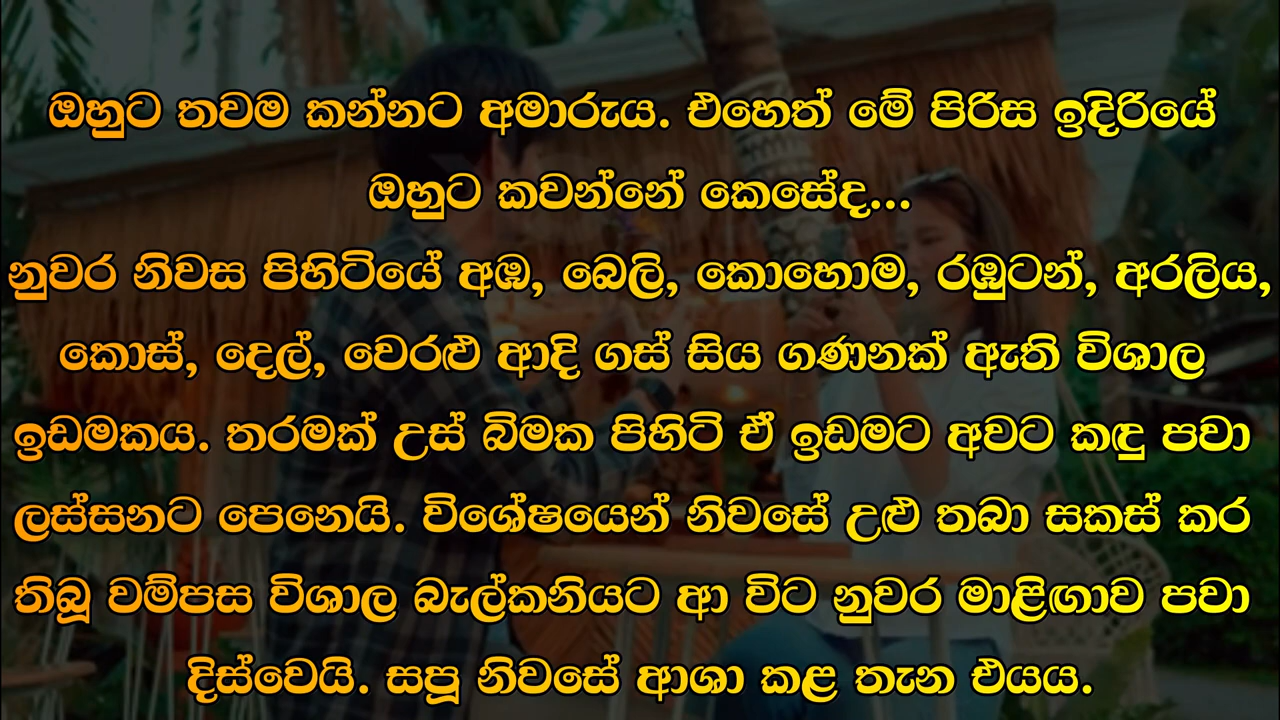 ඔහුට තවම කන්නට අමාරුය. එහෙත් මේ පිරිස ඉදිරියේ
ඔහුට කවන්නේ කෙසේද...
නුවර නිවස පිහිටියේ අඹ, බෙලි, කොහොම, රඹුටන්, අරලිය,
කොස්, දෙල්, වෙරළු ආදි ගස් සිය ගණනක් ඇති විශාල
ඉඩමකය. තරමක් උස් බිමක පිහිටි ඒ ඉඩමට අවට කඳු පවා
ලස්සනට පෙනෙයි. විශේෂයෙන් නිවසේ උළු තබා සකස් කර
තිබූ වම්පස විශාල බැල්කනියට ආ විට නුවර මාළිඟාව පවා
දිස්වෙයි. සපූ නිවසේ ආශා කළ තැන එයය.